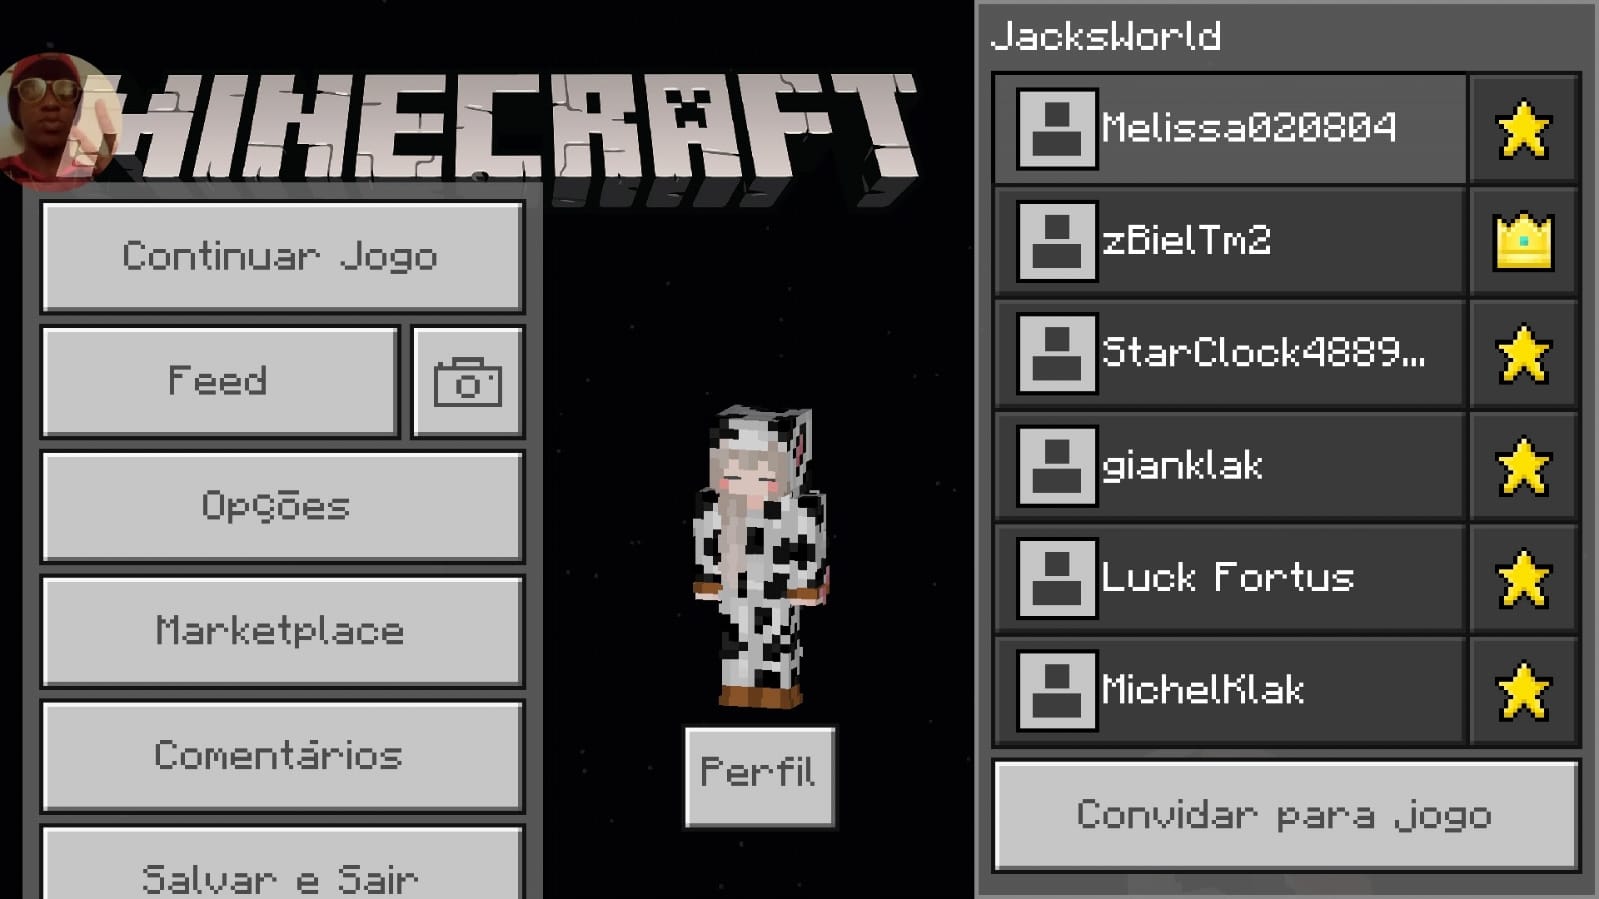 MINECRAFT
Continuar Jogo
Feed
Opções
Marketplace
Comentários
Salvar e Sair
Perfil
JacksWorld
Melissa020804
zBielTm2
StarClock4889...
gianklak
Luck Fortus
MichelKlak
Convidar para jogo